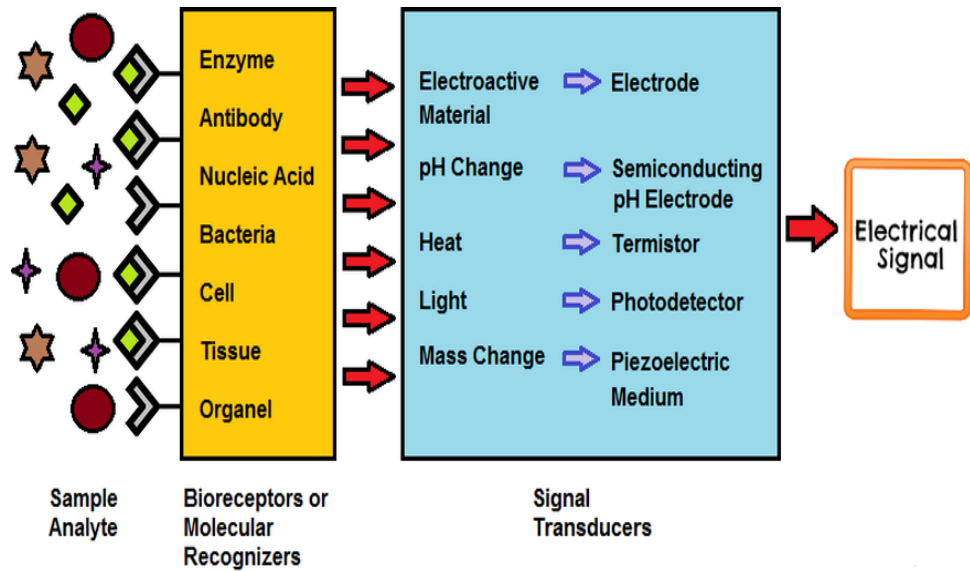 Enzyme
Antibody
Nucleic Acid
Bacteria
Cell
Tissue
Organel
Electroactive
Material
Electrode
pH Change
Semiconducting
pH Electrode
Heat
Termistor
Light
Photodetector
Mass Change
Piezoelectric
Medium
Electrical
Signal
Sample
Analyte
Bioreceptors or
Molecular
Recognizers
Signal
Transducers